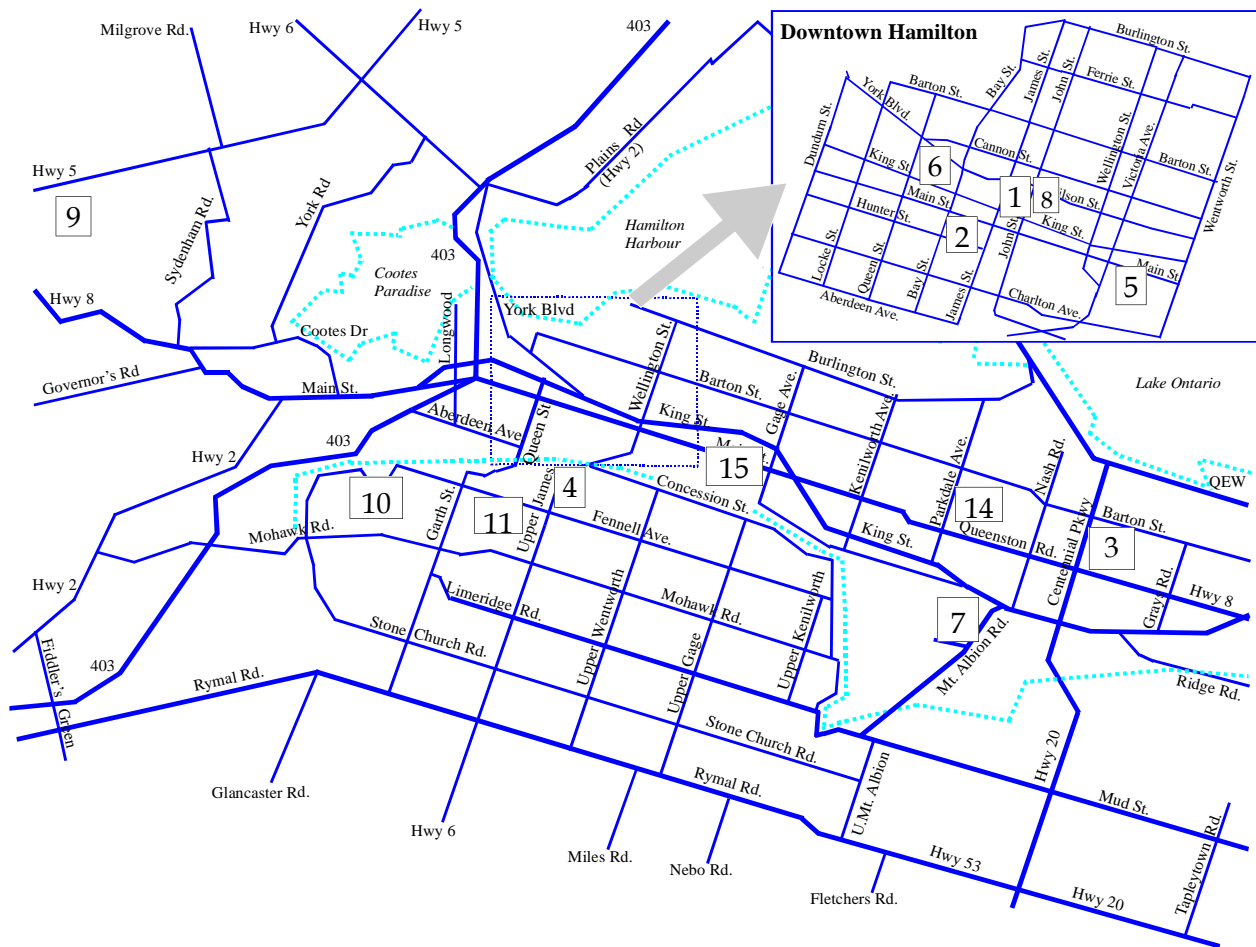 Milgrove Rd.
Hwy 6
Hwy 5
403
Hwy 5
9
Sydenham Rd.
York Rd
Plains Rd
(Hwy 2)
Hamilton
Harbour
403
Cootes
Paradise
Hwy 8
Cootes Dr
Longwood
York Blvd
Governor's Rd
Main St.
Wellington St.
Burlington St.
Barton St.
Gage Ave.
Kenilworth Ave.
King St.
Aberdeen Ave
Queen St.
403
Main St.
15
Hwy 2
10
4
Concession St.
Parkdale Ave.
14
Nash Rd.
QEW
Lake Ontario
Garth St.
11
Upper James
Fennell Ave.
Mohawk Rd.
King St.
Queenston Rd.
Centennial Pkwy
Barton St.
3
Hwy 2
Limeridge Rd.
Upper Wentworth
Mohawk Rd.
Upper Kenilworth
7
Mt. Albion Rd.
Grays Rd.
Hwy 8
Stone Church Rd.
Upper Gage
Fiddler's Green
403
Rymal Rd.
Ridge Rd.
Stone Church Rd.
Hwy 20
Glancaster Rd.
Rymal Rd.
U.Mt. Albion
Mud St.
Hwy 6
Miles Rd.
Nebo Rd.
Hwy 53
Tapleytown Rd.
Fletchers Rd.
Hwy 20
Downtown Hamilton
Burlington St.
Bay St.
James St.
John St.
Ferrie St.
York Blvd.
Barton St.
Dundurn St.
Cannon St.
Wellington St.
Victoria Ave.
Barton St.
Wentworth St.
King St.
6
Main St.
1
8
ilson St.
Hunter St.
2
King St.
Main St.
John St.
5
Locke St.
Queen St.
Bay St.
James St.
Charlton Ave.
Aberdeen Ave.